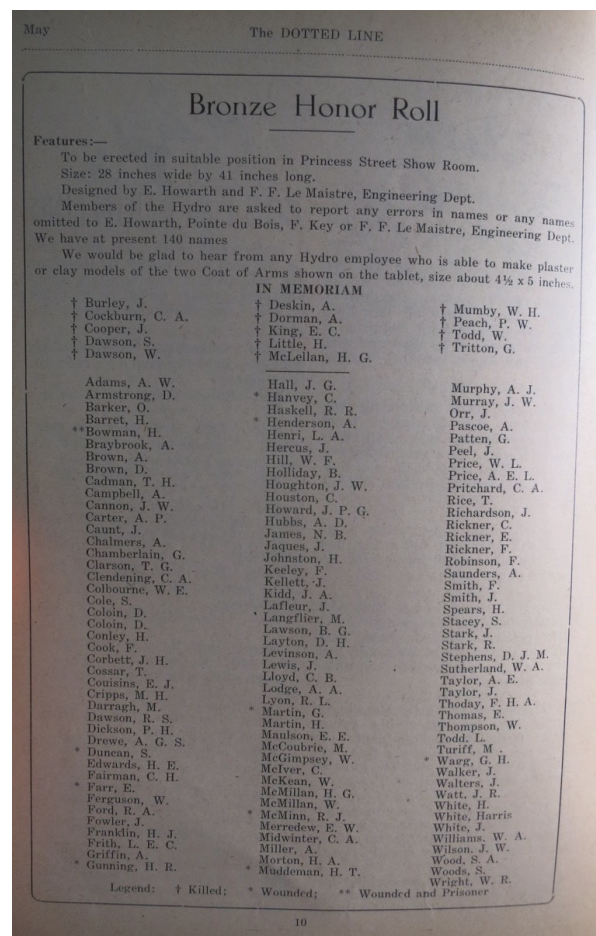 May
The DOTTED LINE
Bronze Honor Roll
Features:—
To be erected in suitable position in Princess Street Show Room.
Size: 28 inches wide by 41 inches long.
Designed by E. Howarth and F. F. Le Maistre, Engineering Dept.
Members of the Hydro are asked to report any errors in names or any names
omitted to E. Howarth, Pointe du Bois, F. Key or F. F. Le Maistre, Engineering Dept.
We have at present 140 names
We would be glad to hear from any Hydro employee who is able to make plaster
or clay models of the two Coat of Arms shown on the tablet, size about 4½ x 5 inches.
IN MEMORIAM
† Burley, J.
† Cockburn, C. A.
† Cooper, J.
† Dawson, S.
† Dawson, W.
† Deskin, A.
† Dorman, A.
† King, E. C.
† Little, H.
† McLellan, H. G.
† Mumby, W. H.
† Peach, P. W.
† Todd, W.
† Tritton, G.
Adams, A. W.
Armstrong, D.
Barker, O.
Barret, H.
**Bowman, H.
Braybrook, A.
Brown, A.
Brown, D.
Cadman, T. H.
Campbell, A.
Cannon, J. W.
Carter, A. P.
Caunt, J.
Chalmers, A.
Chamberlain, G.
Clarson, T. G.
Clendening, C. A.
Colbourne, W. E.
Cole, S.
Coloin, D.
Coloin, D.
Conley, H.
Cook, F.
Corbett, J. H.
Cossar, T.
Couisins, E. J.
Cripps, M. H.
Darragh, M.
Dawson, R. S.
Dickson, P. H.
Drewe, A. G. S.
* Duncan, S.
Edwards, H. E.
Fairman, C. H.
* Farr, E.
Ferguson, W.
Ford, R. A.
Fowler, J.
Franklin, H. J.
Frith, L. E. C.
Griffin, A.
* Gunning, H. R.
Hall, J. G.
* Hanvey, C.
Haskell, R. R.
* Henderson, A.
Henri, L. A.
Hercus, J.
Hill, W. F.
Holliday, B.
Houghton, J. W.
Houston, C.
Howard, J. P. G.
Hubbs, A. D.
James, N. B.
Jaques, J.
Johnston, H.
Keeley, F.
Kellett, J.
Kidd, J. A.
Lafleur, J.
* Langflier, M.
Lawson, B. G.
Layton, D. H.
Levinson, A.
Lewis, J.
Lloyd, C. B.
Lodge, A. A.
Lyon, R. L.
* Martin, G.
Martin, H.
Maulson, E. E.
McCoubrie, M.
McGimpsey, W.
McIver, C.
McKean, W.
McMillan, H. G.
McMillan, W.
* McMinn, R. J.
Merredew, E. W.
Midwinter, C. A.
Miller, A.
Morton, H. A.
* Muddeman, H. T.
Murphy, A. J.
Murray, J. W.
Orr, J.
Pascoe, A.
Patten, G.
Peel, J.
Price, W. L.
Price, A. E. L.
Pritchard, C. A.
Rice, T.
Richardson, J.
Rickner, C.
Rickner, E.
Rickner, F.
Robinson, F.
Saunders, A.
Smith, F.
Smith, J.
Spears, H.
Stacey, S.
Stark, J.
Stark, R.
Stephens, D. J. M.
Sutherland, W. A.
Taylor, A. E.
Taylor, J.
Thoday, F. H. A.
Thomas, E.
Thompson, W.
Todd. L.
Turiff, M .
* Wagg, G. H.
Walker, J.
Walters, J.
Watt, J. R.
White, H.
White, Harris
White, J.
Williams. W. A.
Wilson, J. W.
Wood, S. A.
Woods, S.
Wright, W. R.
Legend: † Killed; * Wounded; ** Wounded and Prisoner
10